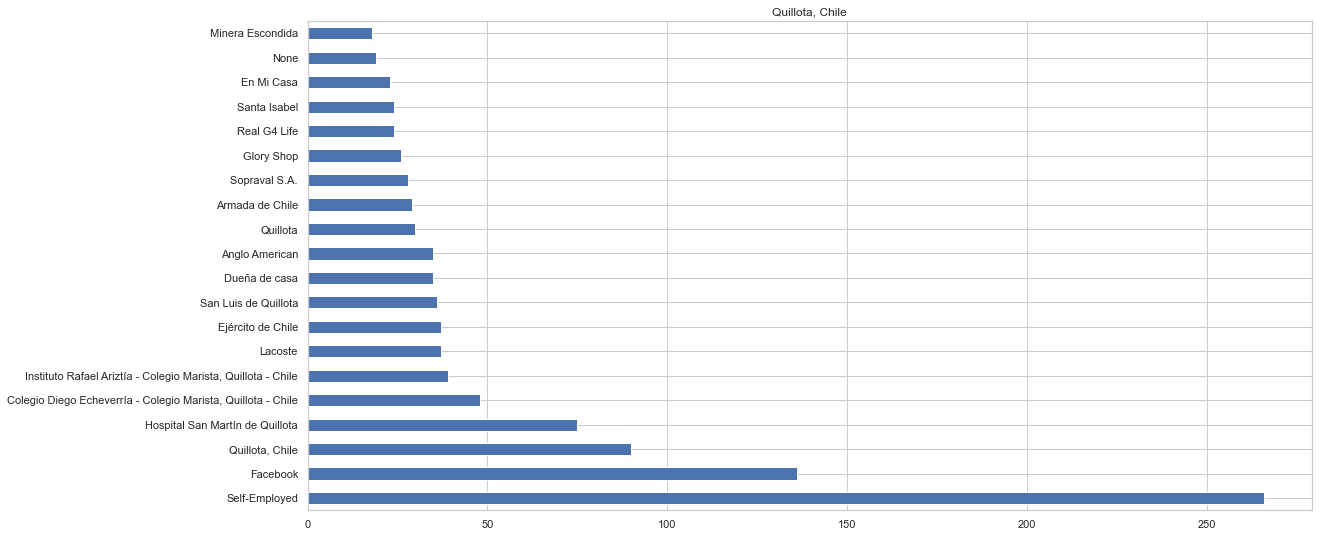 Quillota, Chile
Minera Escondida
None
En Mi Casa
Santa Isabel
Real G4 Life
Glory Shop
Sopraval S.A.
Armada de Chile
Quillota
Anglo American
Dueña de casa
San Luis de Quillota
Ejército de Chile
Lacoste
Instituto Rafael Ariztía - Colegio Marista, Quillota - Chile
Colegio Diego Echeverría - Colegio Marista, Quillota - Chile
Hospital San Martín de Quillota
Quillota, Chile
Facebook
Self-Employed
0 50 100 150 200 250